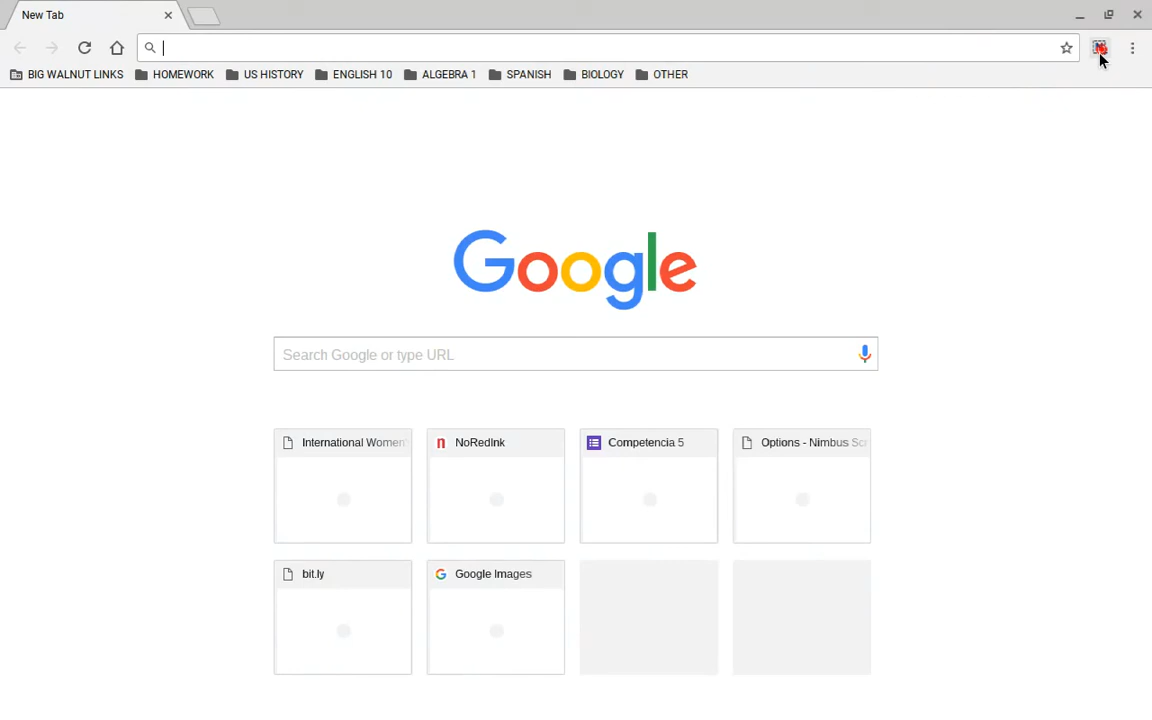 New Tab
BIG WALNUT LINKS HOMEWORK US HISTORY ENGLISH 10 ALGEBRA 1 SPANISH BIOLOGY OTHER
Google
Search Google or type URL
International Women' NoRedInk Competencia 5 Options - Nimbus Scr
bit.ly Google Images